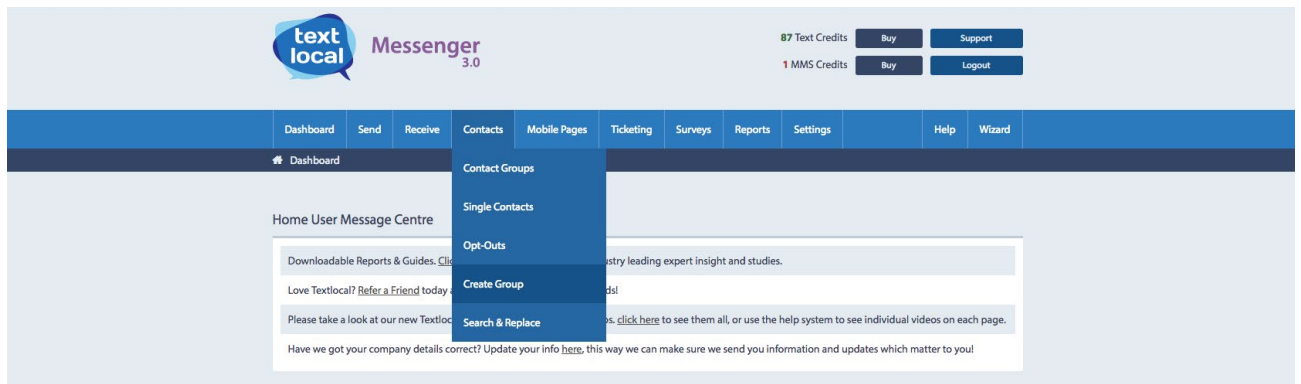 text
local
Messenger
3.0
87 Text Credits
Buy
Support
1 MMS Credits
Buy
Logout
Dashboard
Send
Receive
Contacts
Mobile Pages
Ticketing
Surveys
Reports
Settings
Help
Wizard
Dashboard
Contact Groups
Single Contacts
Opt-Outs
Create Group
Search & Replace
Home User Message Centre
Downloadable Reports & Guides. leading expert insight and studies.
Love Textlocal? Refer a Friend today
Please take a look at our new click here to see them all, or use the help system to see individual videos on each page.
Have we got your company details correct? Update your info here, this way we can make sure we send you information and updates which matter to you!